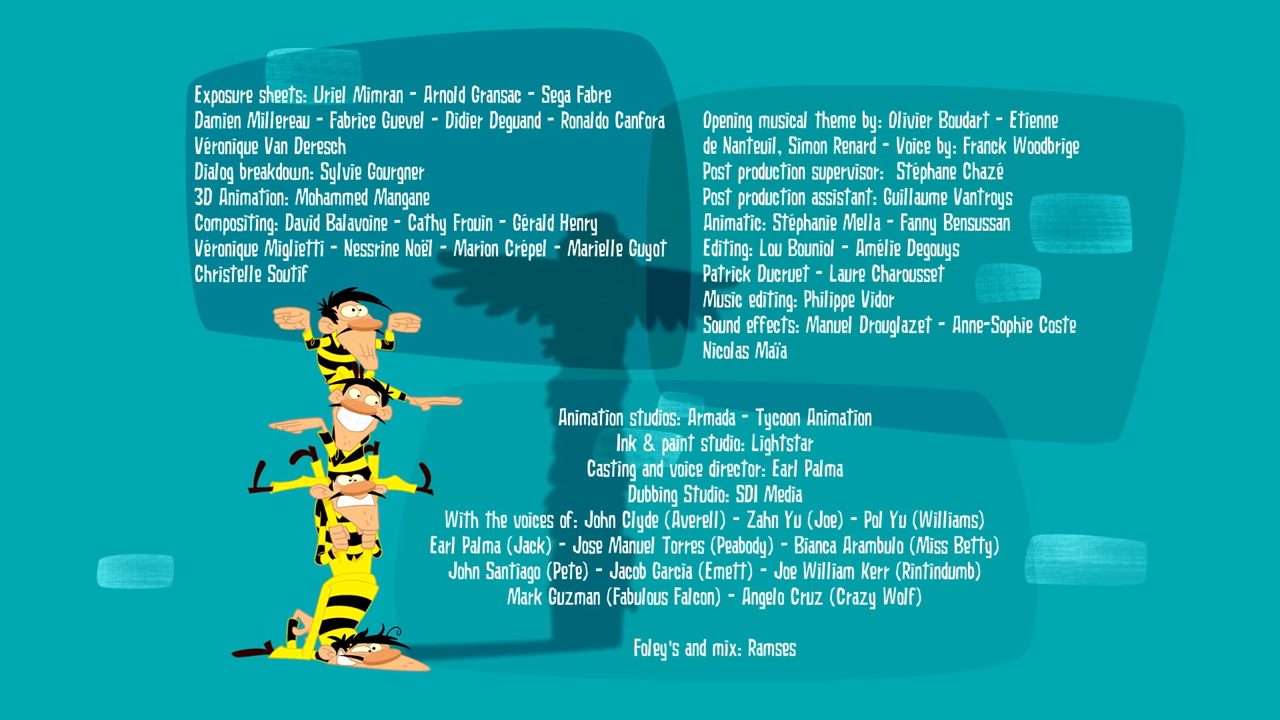 Exposure sheets: Uriel Mimran - Arnold Gransac - Sega Fabre
Damien Millereau - Fabrice Guevel - Didier Deguand - Ronaldo Canfora
Véronique Van Deresch
Dialog breakdown: Sylvie Gourgner
3D Animation: Mohammed Mangane
Compositing: David Balavoine - Cathy Frouin - Gérald Henry
Véronique Miglietti - Nessrine Noël - Marion Crépel - Marielle Guyot
Christelle Soutif
Opening musical theme by: Olivier Boudart - Etienne
de Nanteuil, Simon Renard - Voice by: Franck Woodbrige
Post production supervisor: Stéphane Chazé
Post production assistant: Guillaume Vantroys
Animatic: Stéphanie Mella - Fanny Bensussan
Editing: Lou Bouniol - Amélie Degouys
Patrick Ducruet - Laure Charousset
Music editing: Philippe Vidor
Sound effects: Manuel Drouglazet - Anne-Sophie Coste
Nicolas Maïa
Animation studios: Armada - Tycoon Animation
Ink & paint studio: Lightstar
Casting and voice director: Earl Palma
Dubbing Studio: SDI Media
With the voices of: John Clyde (Averell) - Zahn Yu (Joe) - Pol Yu (Williams)
Earl Palma (Jack) - Jose Manuel Torres (Peabody) - Bianca Arambulo (Miss Betty)
John Santiago (Pete) - Jacob Garcia (Emett) - Joe William Kerr (Rintindumb)
Mark Guzman (Fabulous Falcon) - Angelo Cruz (Crazy Wolf)
Foley's and mix: Ramses